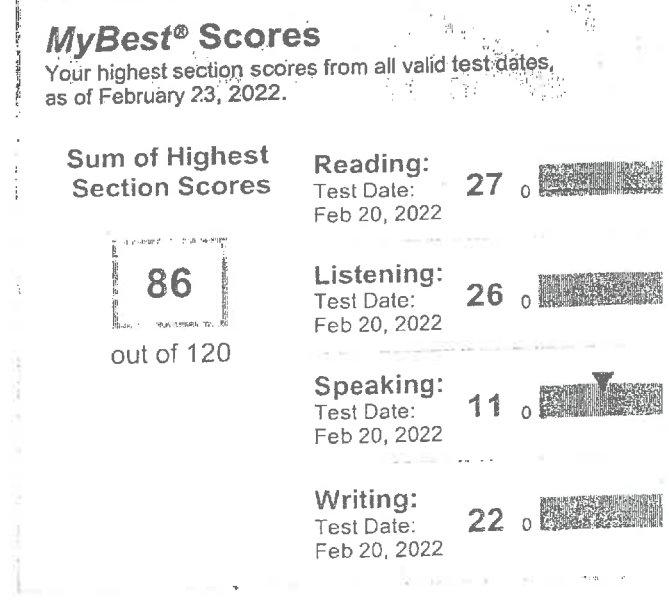 MyBest® Scores
Your highest section scores from all valid test dates,
as of February 23, 2022.
Sum of Highest
Section Scores
86
out of 120
Reading:
Test Date:
Feb 20, 2022
27 0
Listening:
Test Date:
Feb 20, 2022
26 0
Speaking:
Test Date:
Feb 20, 2022
11 0
Writing:
Test Date:
Feb 20, 2022
22 0